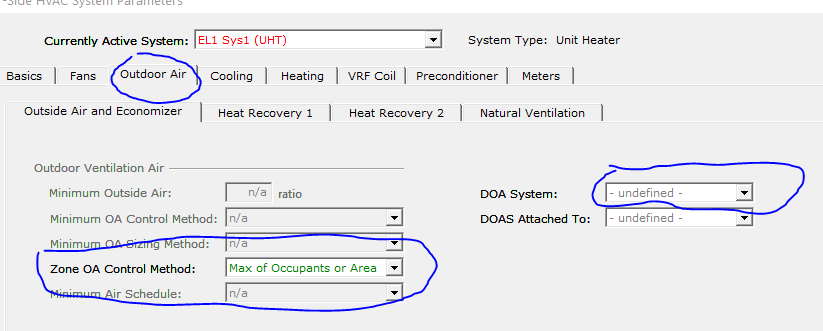 -Side HVAC System Parameters
Currently Active System: EL1 Sys1 (UHT) System Type: Unit Heater
Basics Fans Outdoor Air Cooling Heating VRF Coil Preconditioner Meters
Outside Air and Economizer Heat Recovery 1 Heat Recovery 2 Natural Ventilation
Outdoor Ventilation Air
Minimum Outside Air: n/a ratio DOA System: - undefined -
Minimum OA Control Method: n/a DOAS Attached To: - undefined -
Minimum OA Sizing Method: n/a
Zone OA Control Method: Max of Occupants or Area
Minimum Air Schedule: n/a